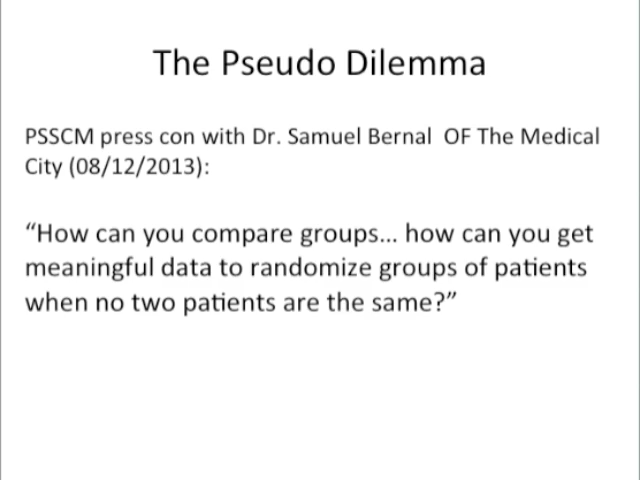 The Pseudo Dilemma
PSSCM press con with Dr. Samuel Bernal  OF The Medical
City (08/12/2013):
“How can you compare groups... how can you get
meaningful data to randomize groups of patients
when no two patients are the same?”